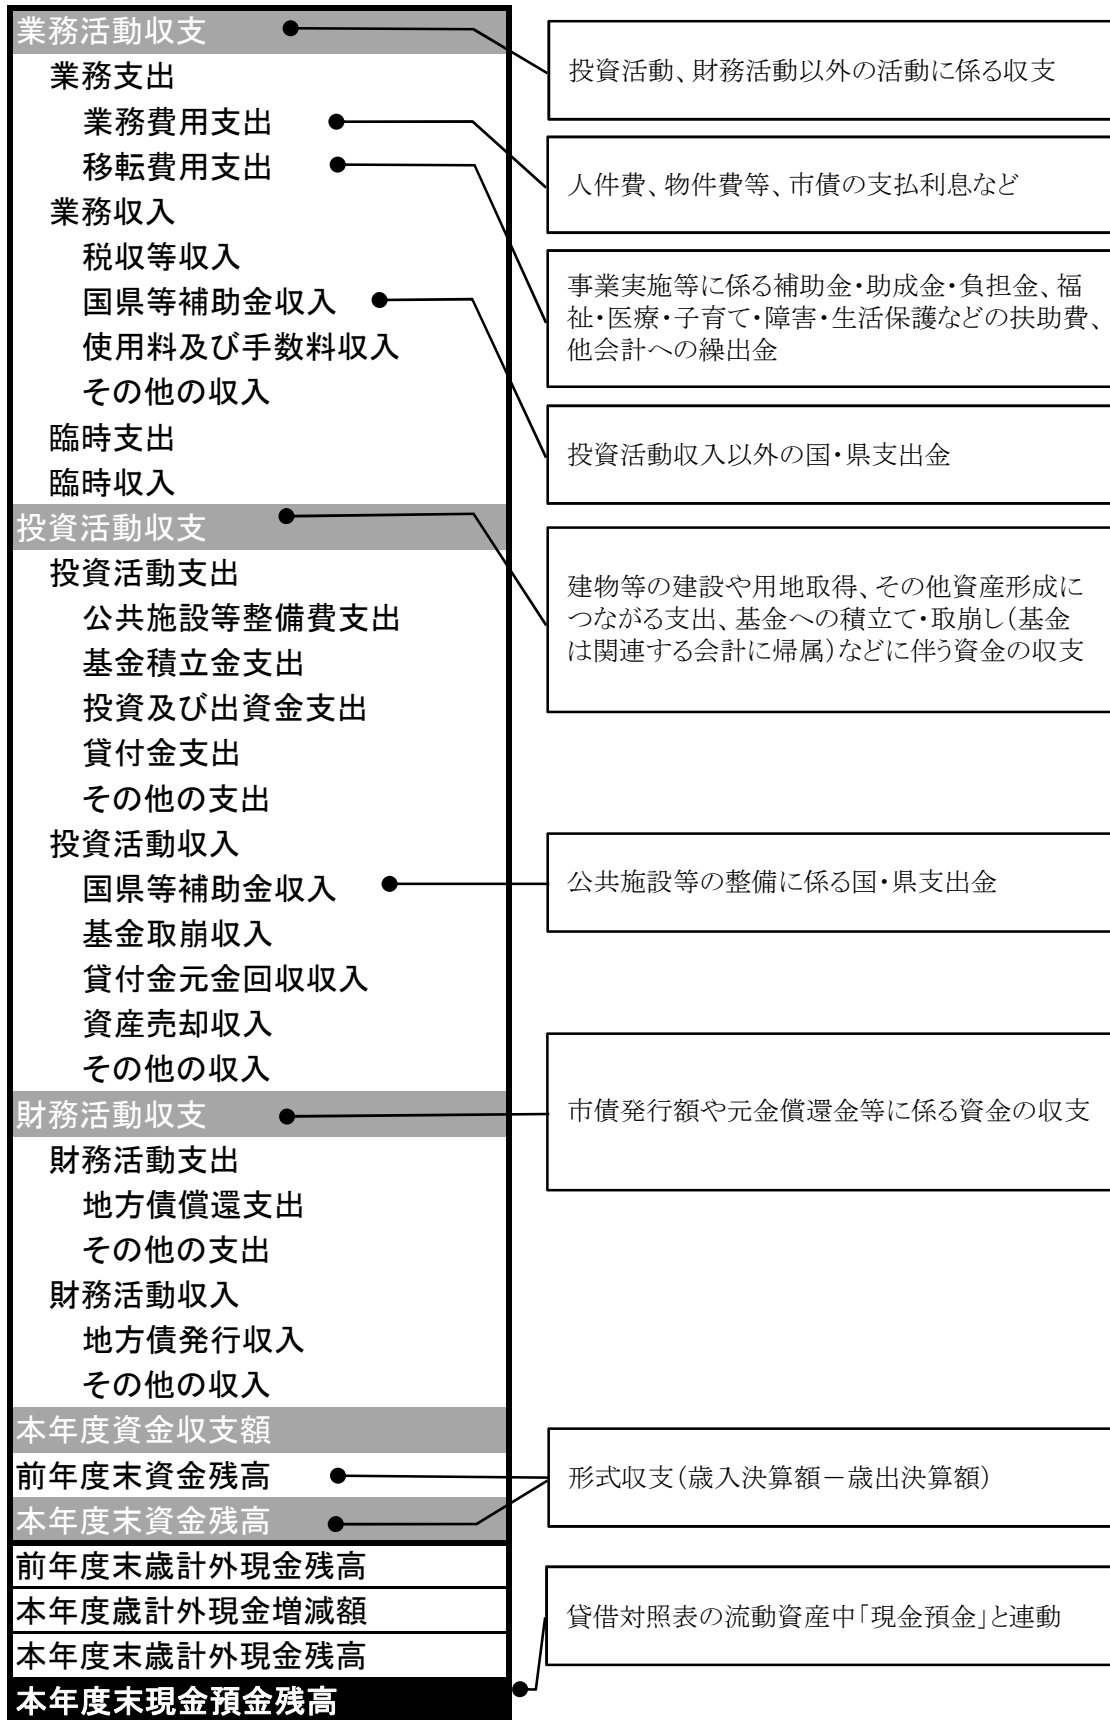 業務活動収支
業務支出
業務費用支出
移転費用支出
業務収入
税収等収入
国県等補助金収入
使用料及び手数料収入
その他の収入
臨時支出
臨時収入
投資活動収支
投資活動支出
公共施設等整備費支出
基金積立金支出
投資及び出資金支出
貸付金支出
その他の支出
投資活動収入
国県等補助金収入
基金取崩収入
貸付金元金回収収入
資産売却収入
その他の収入
財務活動収支
財務活動支出
地方債償還支出
その他の支出
財務活動収入
地方債発行収入
その他の収入
本年度資金収支額
前年度末資金残高
本年度末資金残高
前年度末歳計外現金残高
本年度歳計外現金増減額
本年度末歳計外現金残高
本年度末現金預金残高
投資活動、財務活動以外の活動に係る収支
人件費、物件費等、市債の支払利息など
事業実施等に係る補助金・助成金・負担金、福
祉・医療・子育て・障害・生活保護などの扶助費、
他会計への繰出金
投資活動収入以外の国・県支出金
建物等の建設や用地取得、その他資産形成に
つながる支出、基金への積立て・取崩し（基金
は関連する会計に帰属）などに伴う資金の収支
公共施設等の整備に係る国・県支出金
市債発行額や元金償還金等に係る資金の収支
形式収支（歳入決算額－歳出決算額）
貸借対照表の流動資産中「現金預金」と連動